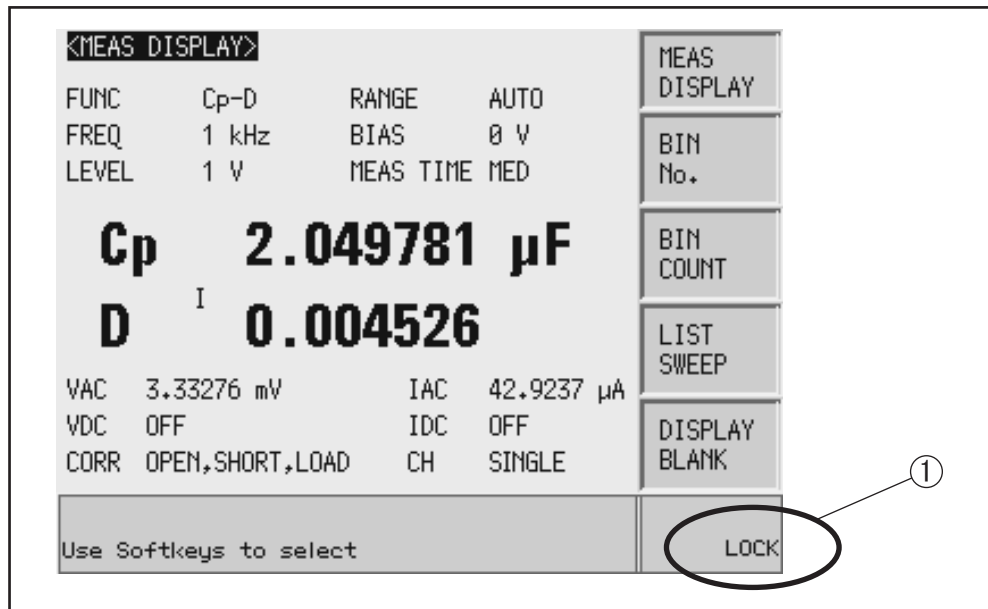 <MEAS DISPLAY>
FUNC Cp-D RANGE AUTO
FREQ 1 kHz BIAS 0 V
LEVEL 1 V MEAS TIME MED
Cp 2.049781 µF
D I 0.004526
VAC 3.33276 mV IAC 42.9237 µA
VDC OFF IDC OFF
CORR OPEN,SHORT,LOAD CH SINGLE
Use Softkeys to select
MEAS
DISPLAY
BIN
No.
BIN
COUNT
LIST
SWEEP
DISPLAY
BLANK
LOCK
①